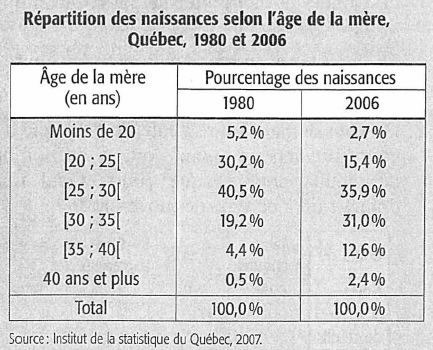 Répartition des naissances selon l'âge de la mère,
Québec, 1980 et 2006
Âge de la mère
(en ans)
Pourcentage des naissances
1980 2006
Moins de 20 5,2 % 2,7 %
[20 ; 25[ 30,2 % 15,4 %
[25 ; 30[ 40,5 % 35,9 %
[30 ; 35[ 19,2 % 31,0 %
[35 ; 40[ 4,4 % 12,6 %
40 ans et plus 0,5 % 2,4 %
Total 100,0 % 100,0 %
Source : Institut de la statistique du Québec, 2007.